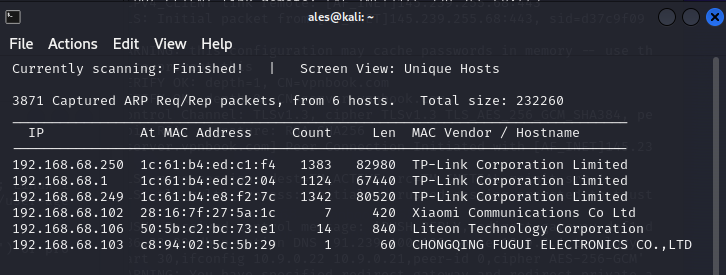 ales@kali: ~
File Actions Edit View Help
Currently scanning: Finished! | Screen View: Unique Hosts
3871 Captured ARP Req/Rep packets, from 6 hosts. Total size: 232260
IP At MAC Address Count Len MAC Vendor / Hostname
192.168.68.250 1c:61:b4:ed:c1:f4 1383 82980 TP-Link Corporation Limited
192.168.68.1 1c:61:b4:ed:c2:04 1124 67440 TP-Link Corporation Limited
192.168.68.249 1c:61:b4:e8:f2:7c 1342 80520 TP-Link Corporation Limited
192.168.68.102 28:16:7f:27:5a:1c 7 420 Xiaomi Communications Co Ltd
192.168.68.106 50:5b:c2:bc:73:e1 14 840 Liteon Technology Corporation
192.168.68.103 c8:94:02:5c:5b:29 1 60 CHONGQING FUGUI ELECTRONICS CO.,LTD